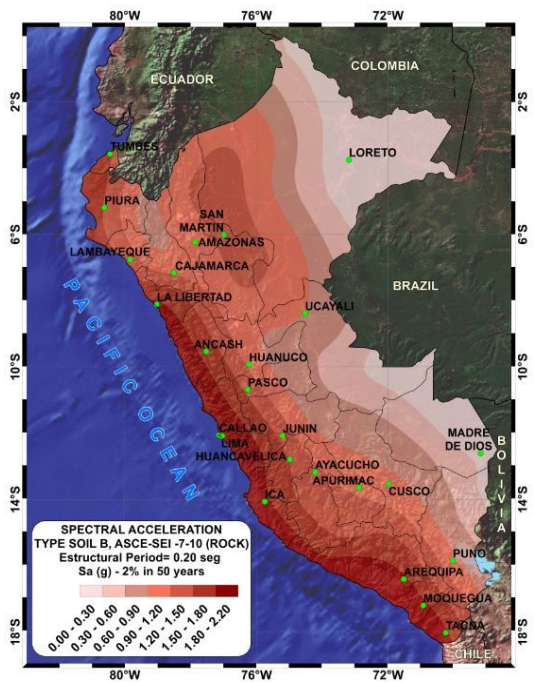 80°W 76°W 72°W
COLOMBIA
ECUADOR
2°S 2°S
TUMBES
LORETO
PIURA
SAN
MARTIN
6°S 6°S
AMAZONAS
LAMBAYEQUE
CAJAMARCA
BRAZIL
LA LIBERTAD
UCAYALI
PACIFIC OCEAN
ANCASH
HUANUCO
10°S 10°S
PASCO
CALLAO
JUNIN
LIMA
MADRE
DE DIOS
BOLIVIA
HUANCAVELICA
AYACUCHO
APURIMAC
CUSCO
14°S 14°S
ICA
SPECTRAL ACCELERATION
TYPE SOIL B, ASCE-SEI -7-10 (ROCK)
Estructural Period= 0.20 seg
Sa (g) - 2% in 50 years
0.00 - 0.30
0.30 - 0.60
0.60 - 0.90
0.90 - 1.20
1.20 - 1.50
1.50 - 1.80
1.80 - 2.20
PUNO
AREQUIPA
MOQUEGUA
TACNA
18°S 18°S
CHILE
80°W 76°W 72°W